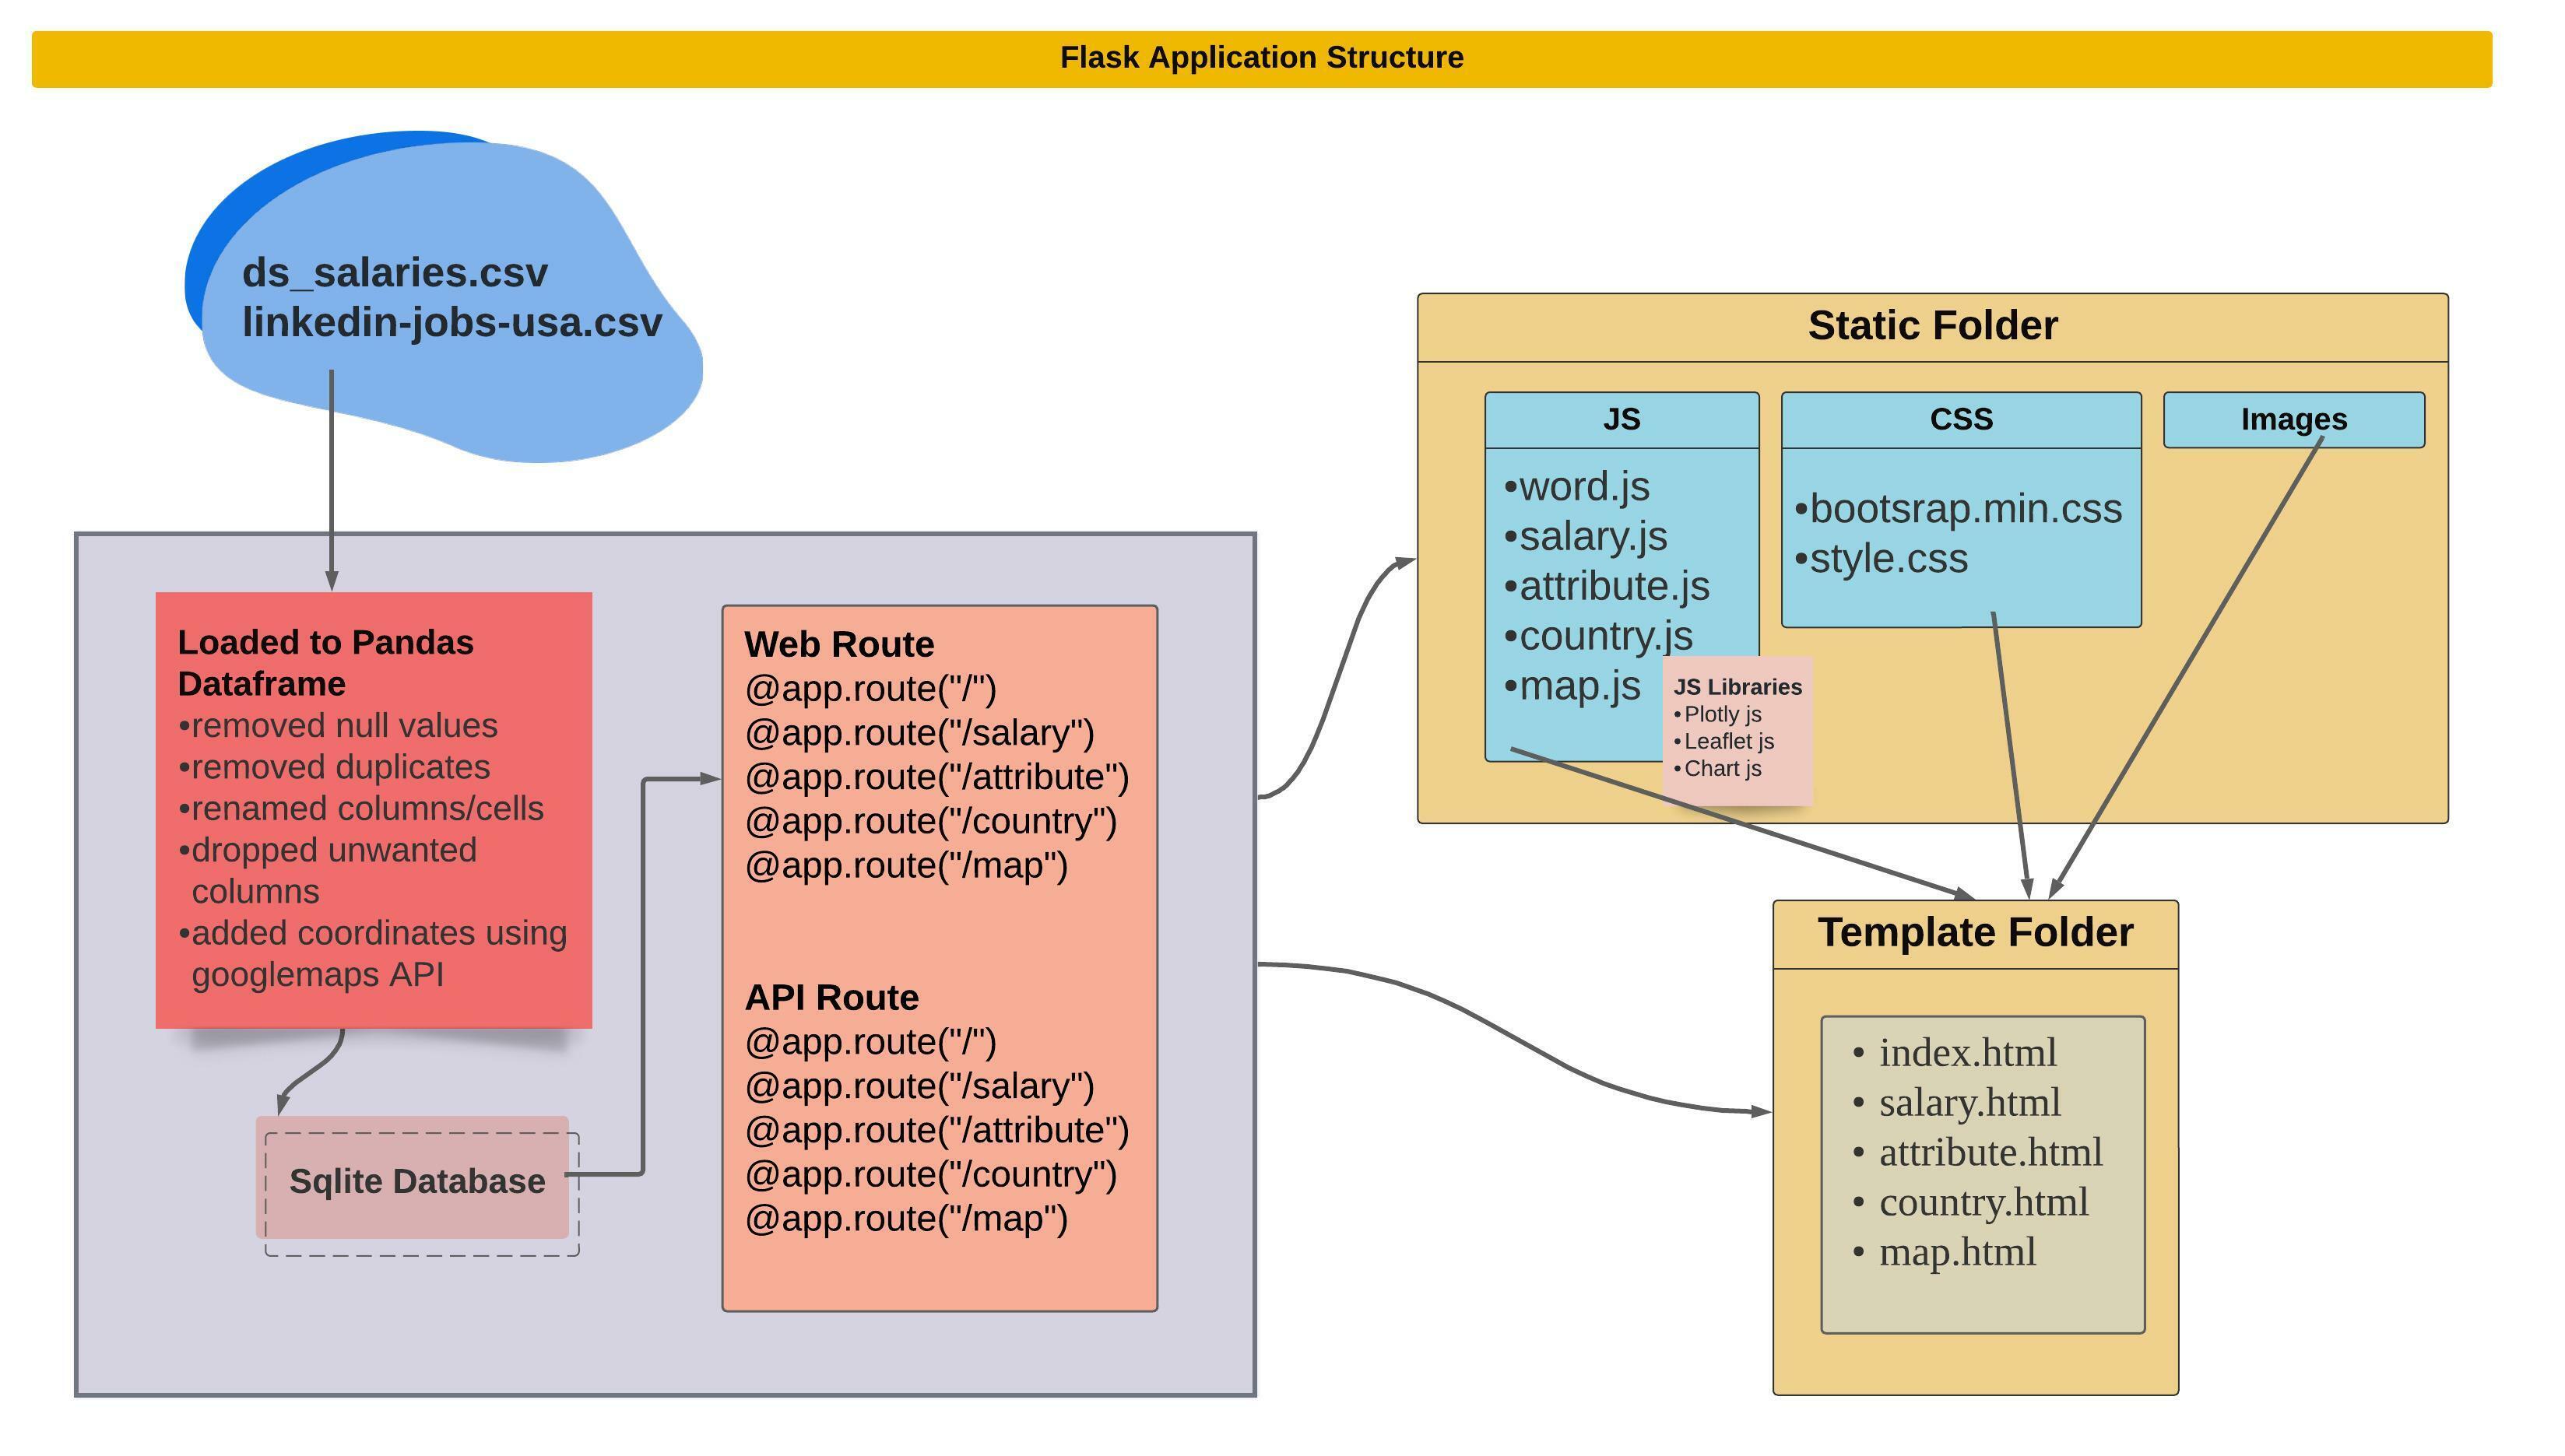 Flask Application Structure
ds_salaries.csv
linkedin-jobs-usa.csv
Loaded to Pandas
Dataframe
•removed null values
•removed duplicates
•renamed columns/cells
•dropped unwanted
columns
•added coordinates using
googlemaps API
Sqlite Database
Web Route
@app.route("/")
@app.route("/salary")
@app.route("/attribute")
@app.route("/country")
@app.route("/map")
API Route
@app.route("/")
@app.route("/salary")
@app.route("/attribute")
@app.route("/country")
@app.route("/map")
Static Folder
JS
•word.js
•salary.js
•attribute.js
•country.js
•map.js
JS Libraries
•Plotly js
•Leaflet js
•Chart js
CSS
•bootsrap.min.css
•style.css
Images
Template Folder
• index.html
• salary.html
• attribute.html
• country.html
• map.html